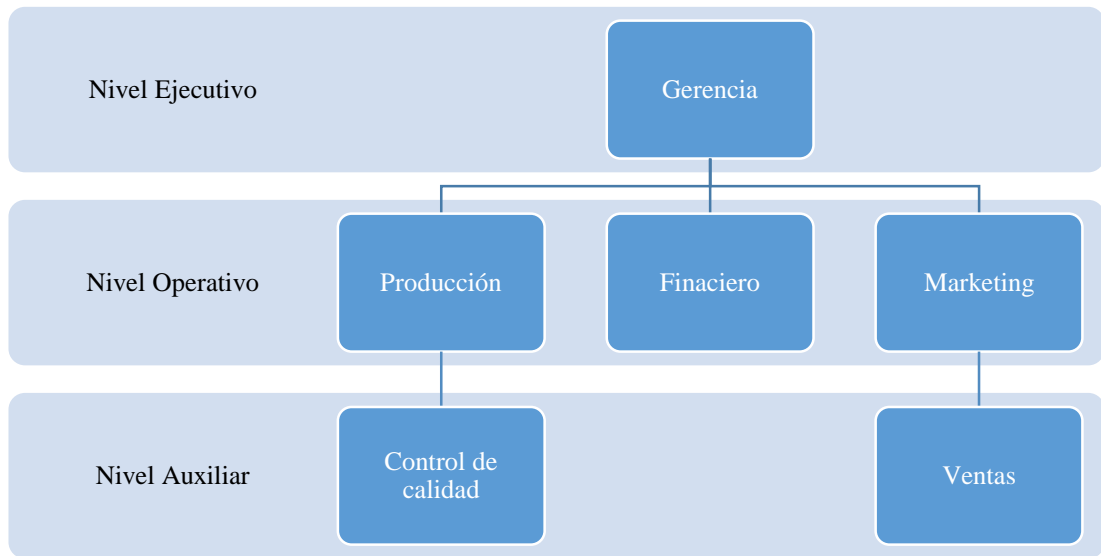 Nivel Ejecutivo
Gerencia
Nivel Operativo
Producción
Finaciero
Marketing
Nivel Auxiliar
Control de
calidad
Ventas